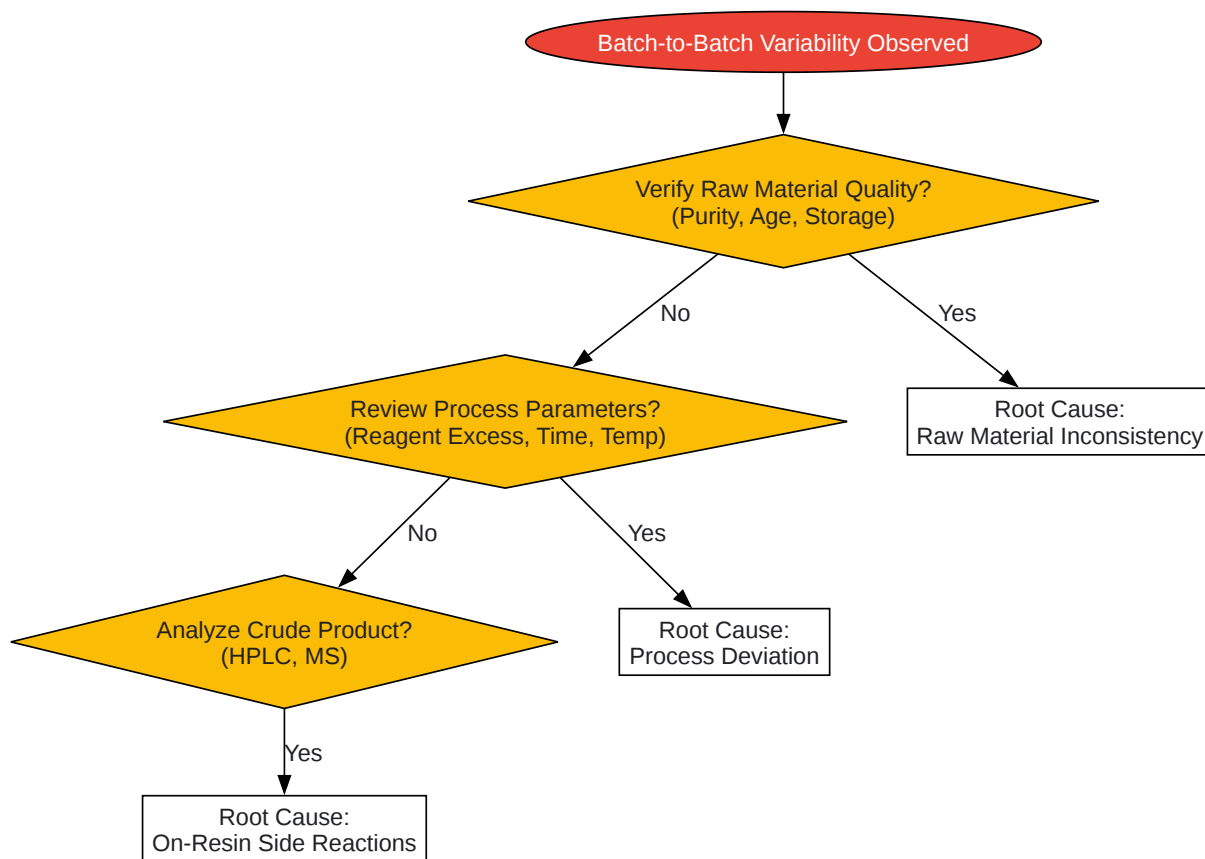 Batch-to-Batch Variability Observed
Verify Raw Material Quality?
(Purity, Age, Storage)
No
Yes
Review Process Parameters?
(Reagent Excess, Time, Temp)
Root Cause:
Raw Material Inconsistency
No
Yes
Analyze Crude Product?
(HPLC, MS)
Root Cause:
Process Deviation
Yes
Root Cause:
On-Resin Side Reactions